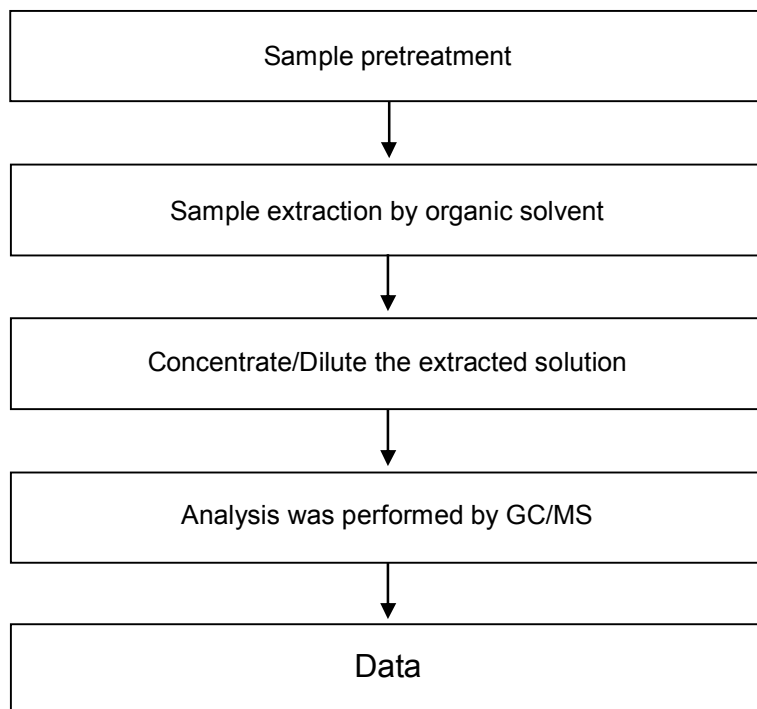 Sample pretreatment
Sample extraction by organic solvent
Concentrate/Dilute the extracted solution
Analysis was performed by GC/MS
Data